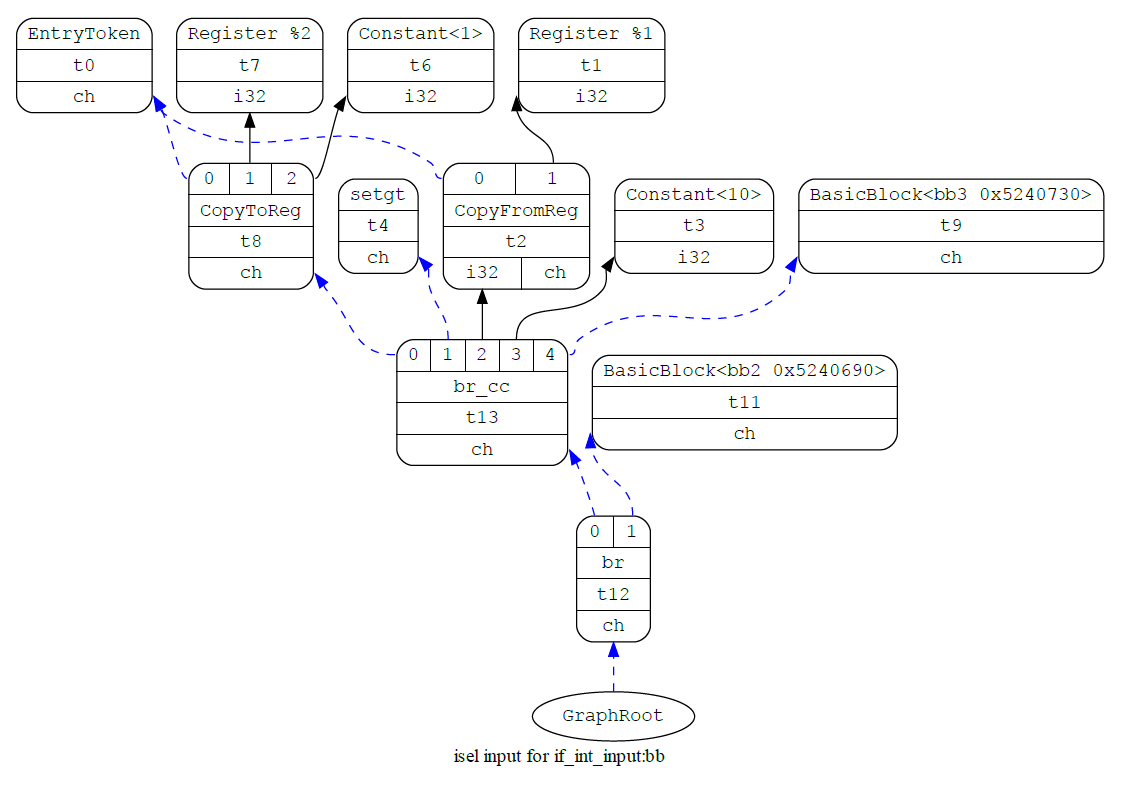 EntryToken
t0
ch
Register %2
t7
i32
Constant<1>
t6
i32
Register %1
t1
i32
0 1 2
CopyToReg
t8
ch
setgt
t4
ch
0 1
CopyFromReg
t2
i32 ch
Constant<10>
t3
i32
BasicBlock<bb3 0x5240730>
t9
ch
0 1 2 3 4
br_cc
t13
ch
BasicBlock<bb2 0x5240690>
t11
ch
0 1
br
t12
ch
GraphRoot
isel input for if_int_input:bb